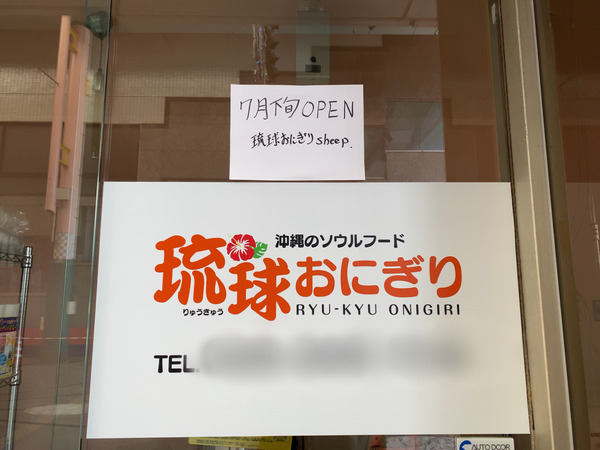 7月下旬OPEN
琉球おにぎりsheep.
沖縄のソウルフード
琉球おにぎり
りゅうきゅう
RYU-KYU ONIGIRI
TEL.
AUTO DOOR